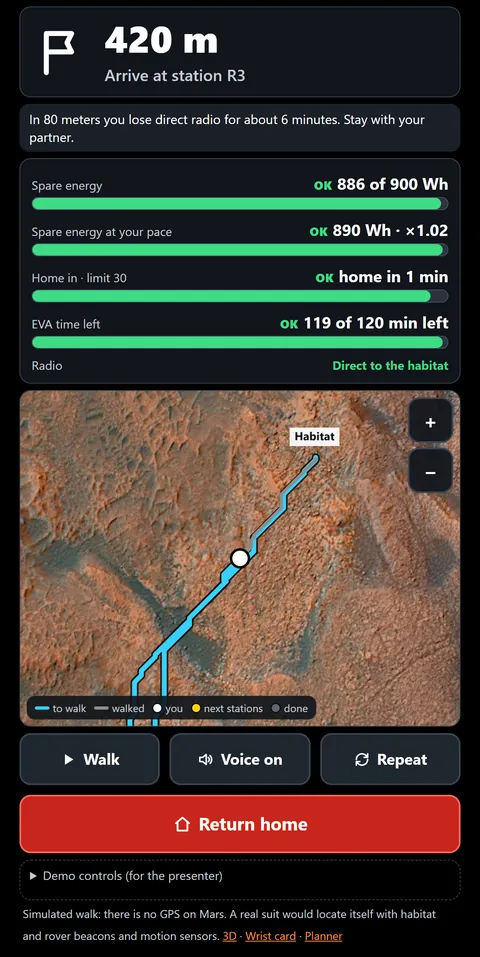 420 m
Arrive at station R3
In 80 meters you lose direct radio for about 6 minutes. Stay with your
partner.
Spare energy OK 886 of 900 Wh
Spare energy at your pace OK 890 Wh · ×1.02
Home in · limit 30 OK home in 1 min
EVA time left OK 119 of 120 min left
Radio Direct to the habitat
+
Habitat
−
to walk walked you next stations done
Walk Voice on Repeat
Return home
Demo controls (for the presenter)
Simulated walk: there is no GPS on Mars. A real suit would locate itself with habitat
and rover beacons and motion sensors. 3D · Wrist card · Planner